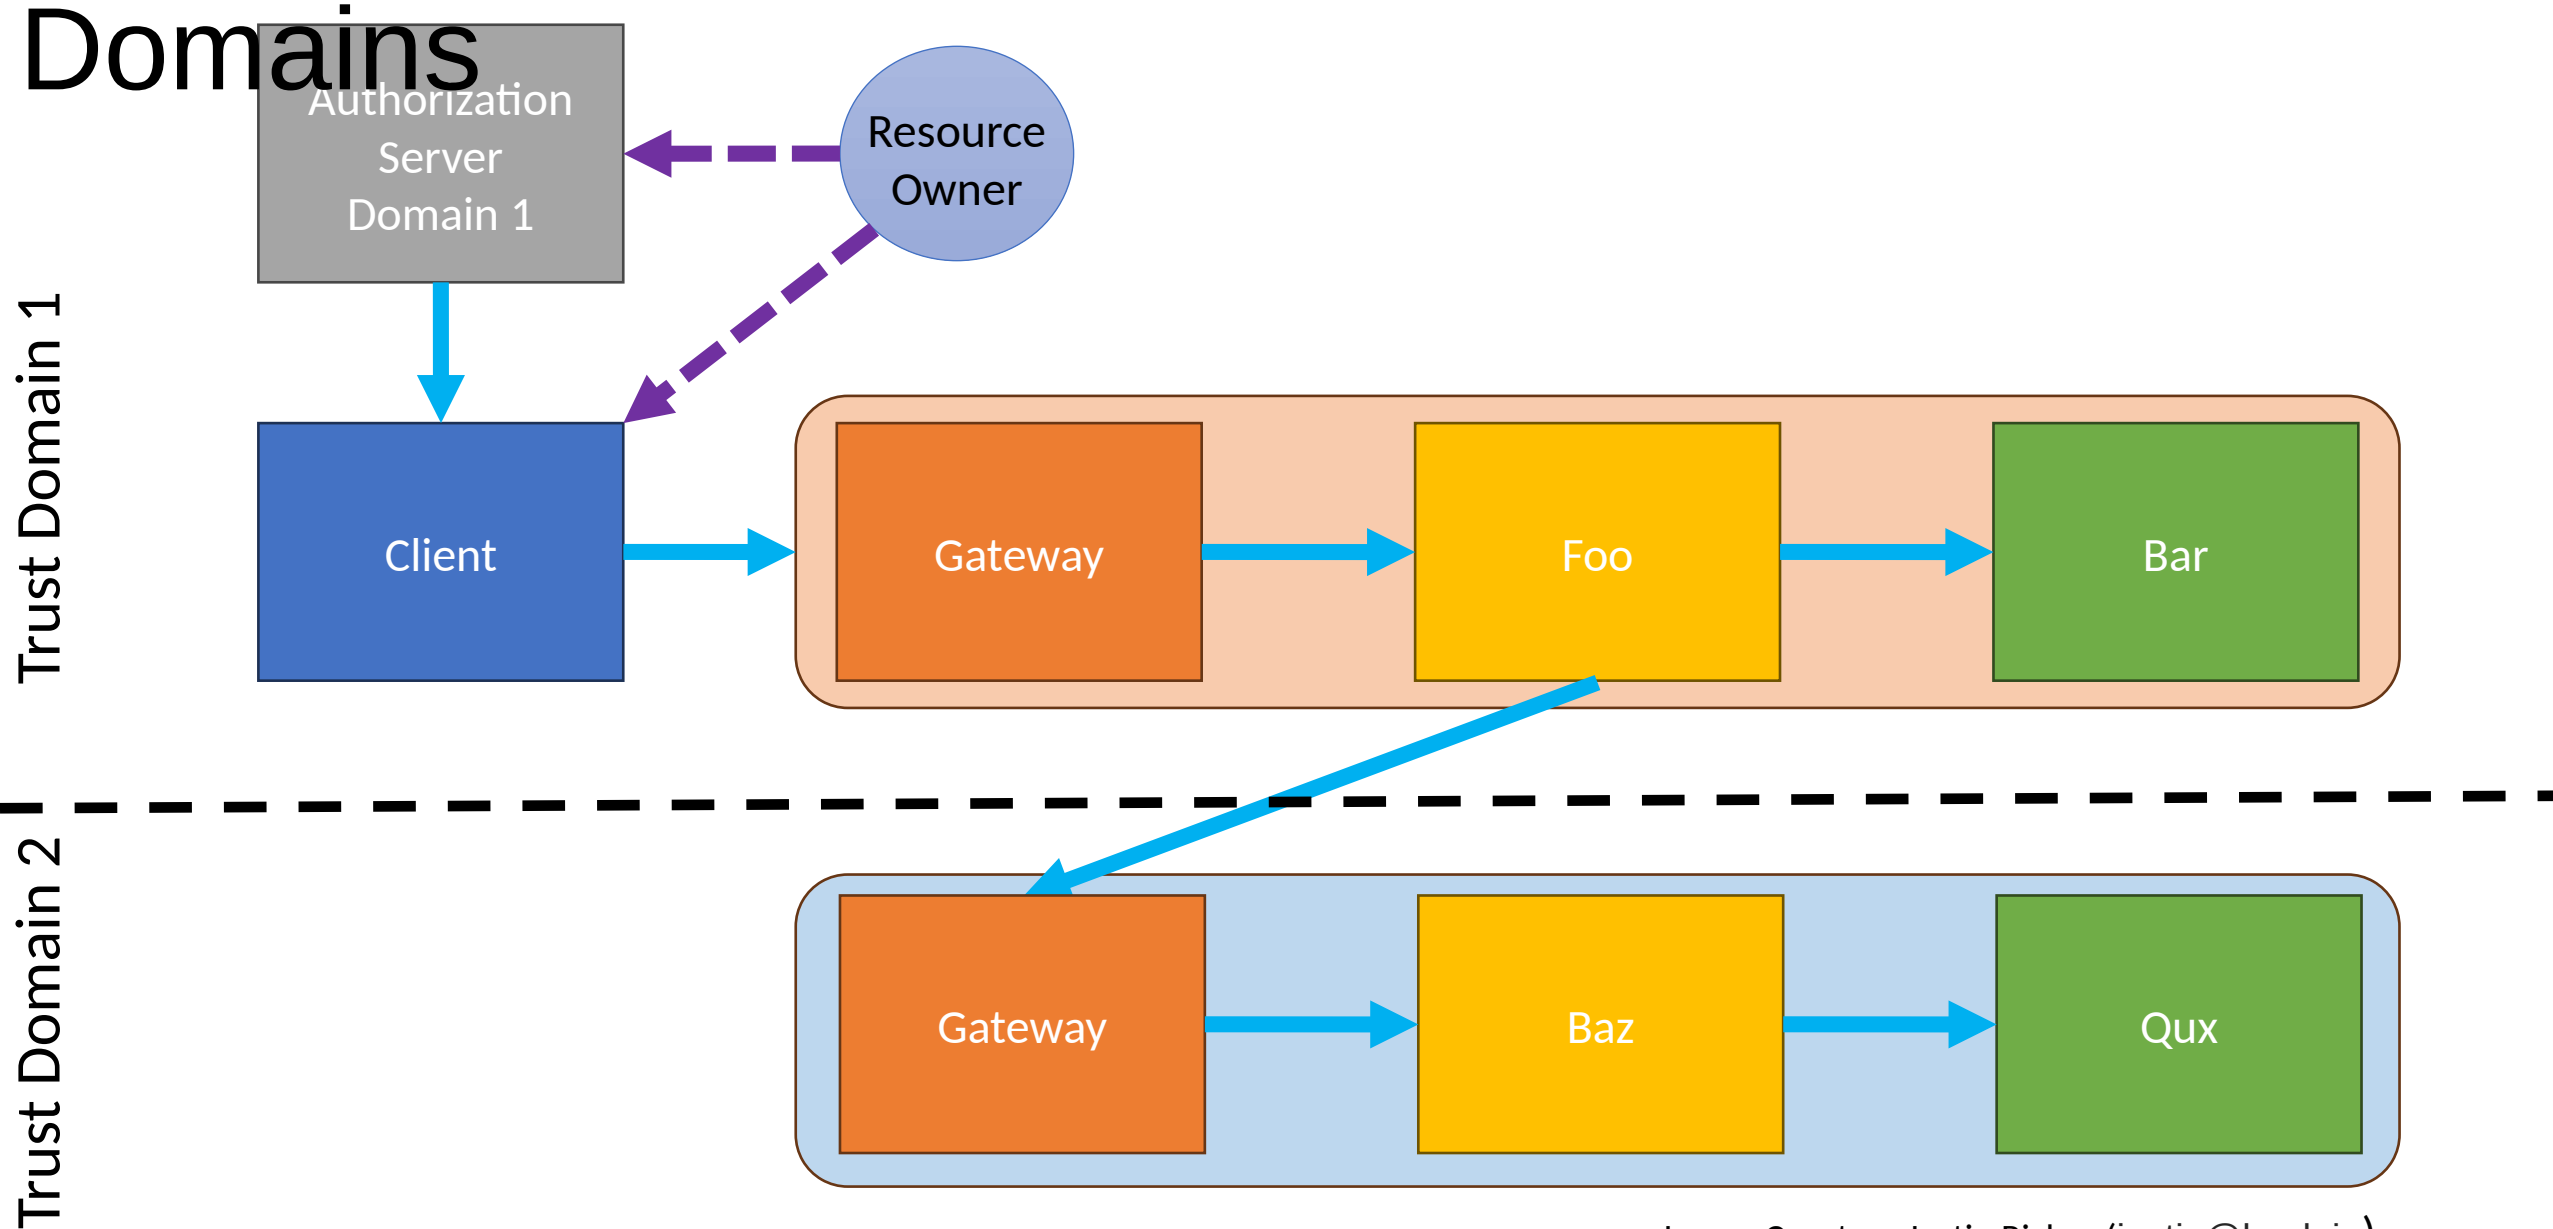 Domains
Authorization
Server
Domain 1
Resource
Owner
Trust Domain 1
Client
Gateway
Foo
Bar
Trust Domain 2
Gateway
Baz
Qux